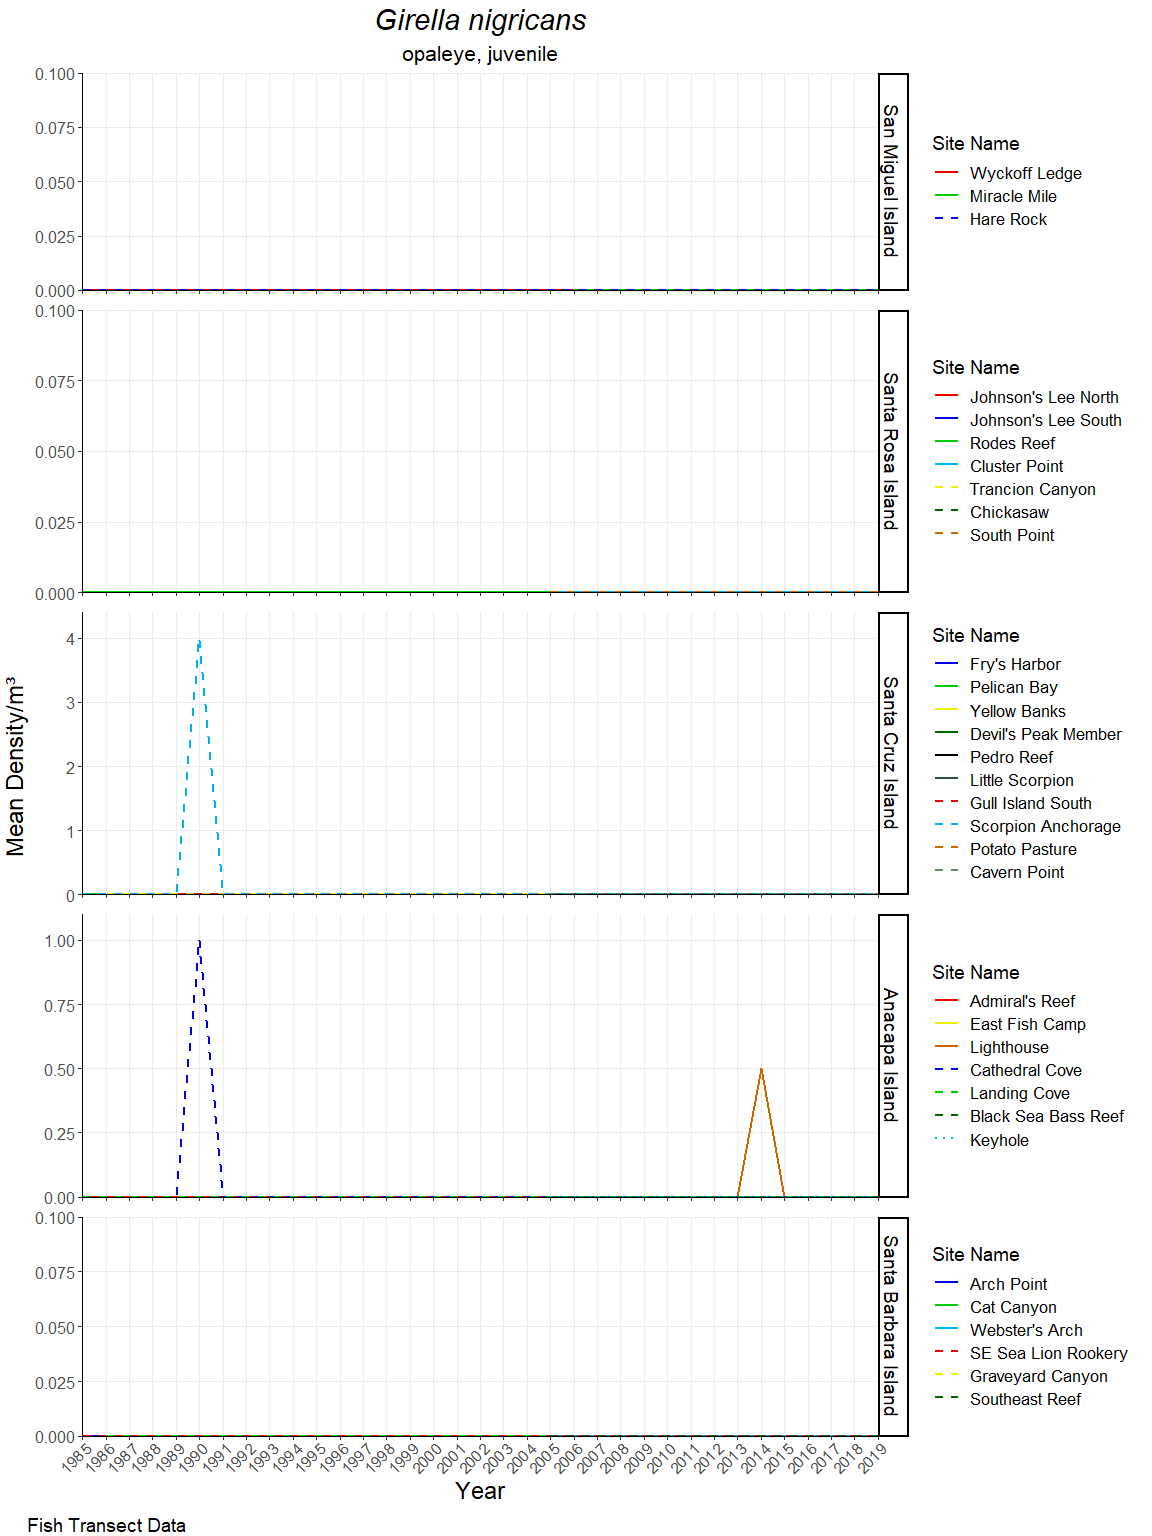 Girella nigricans
opaleye, juvenile
Mean Density/m³
0.100
0.075
0.050
0.025
0.000
San Miguel Island
Site Name
Wyckoff Ledge
Miracle Mile
Hare Rock
0.100
0.075
0.050
0.025
0.000
Santa Rosa Island
Site Name
Johnson's Lee North
Johnson's Lee South
Rodes Reef
Cluster Point
Trancion Canyon
Chickasaw
South Point
4
3
2
1
0
Santa Cruz Island
Site Name
Fry's Harbor
Pelican Bay
Yellow Banks
Devil's Peak Member
Pedro Reef
Little Scorpion
Gull Island South
Scorpion Anchorage
Potato Pasture
Cavern Point
1.00
0.75
0.50
0.25
0.00
Anacapa Island
Site Name
Admiral's Reef
East Fish Camp
Lighthouse
Cathedral Cove
Landing Cove
Black Sea Bass Reef
Keyhole
0.100
0.075
0.050
0.025
0.000
Santa Barbara Island
Site Name
Arch Point
Cat Canyon
Webster's Arch
SE Sea Lion Rookery
Graveyard Canyon
Southeast Reef
1985 1986 1987 1988 1989 1990 1991 1992 1993 1994 1995 1996 1997 1998 1999 2000 2001 2002 2003 2004 2005 2006 2007 2008 2009 2010 2011 2012 2013 2014 2015 2016 2017 2018 2019
Year
Fish Transect Data